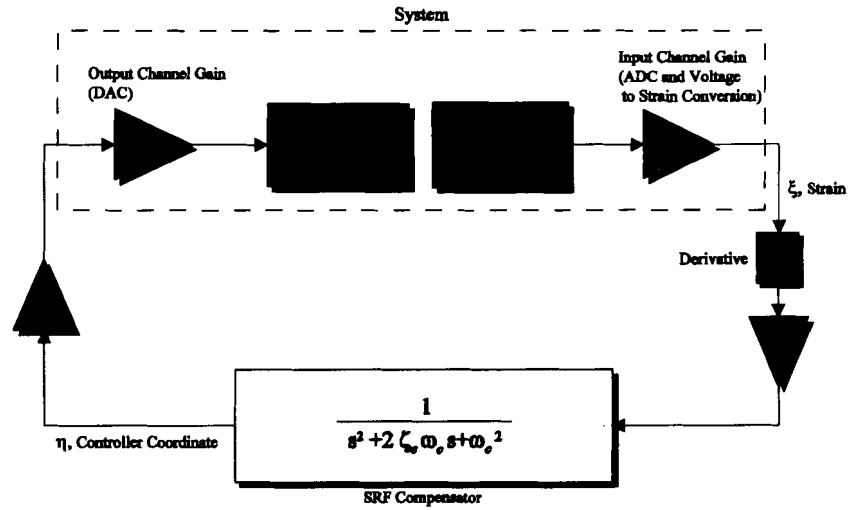 System
Output Channel Gain
(DAC)
Input Channel Gain
(ADC and Voltage
to Strain Conversion)
ξ, Strain
Derivative
1
s² +2 ζc ωc s+ωc²
η, Controller Coordinate
SRF Compensator